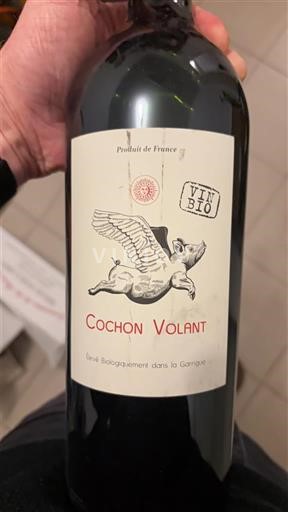 Produit de France
VIN
BIO
COCHON VOLANT
Élevé Biologiquement dans la Garrigue